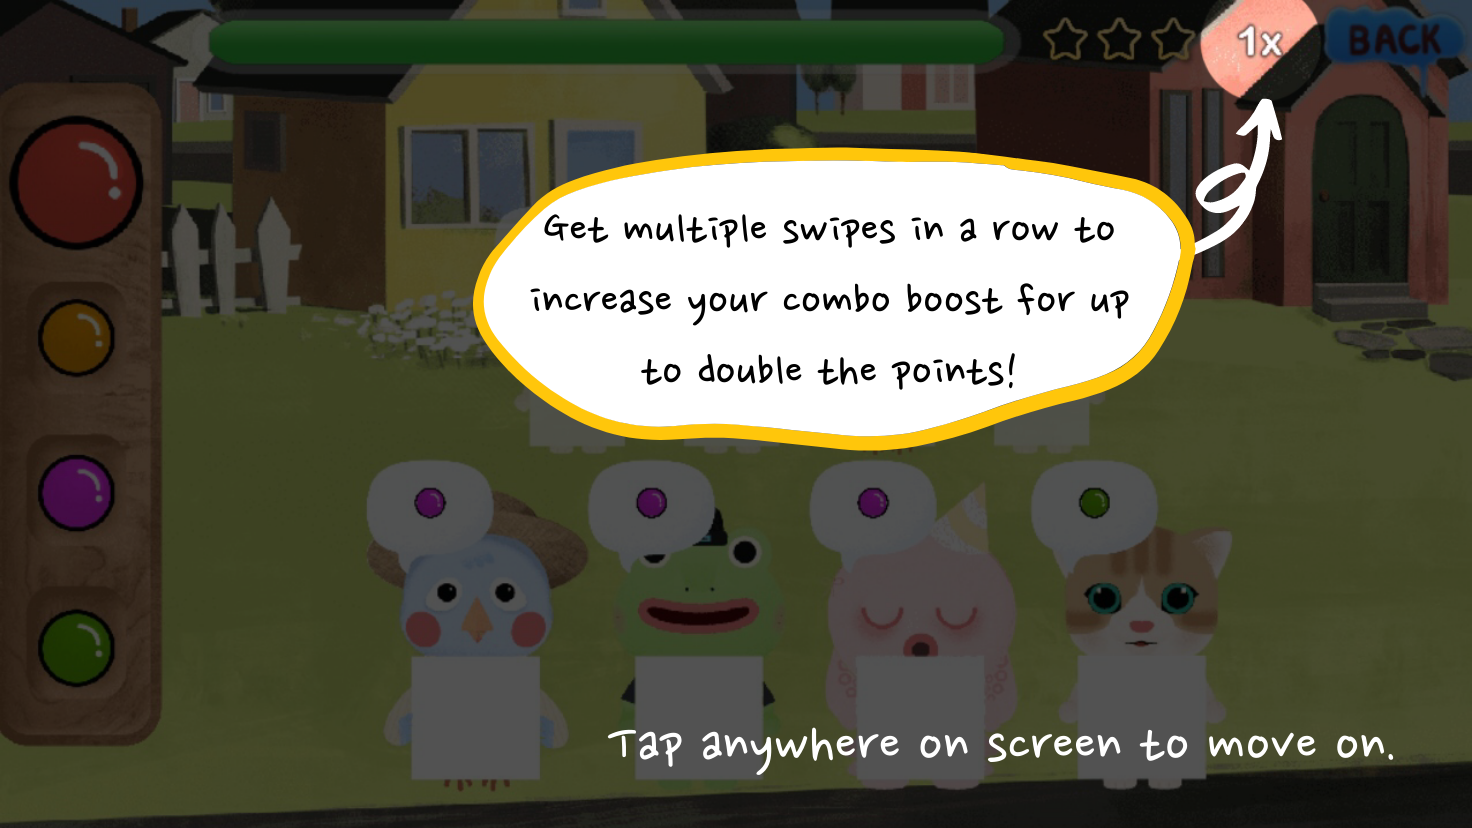 1x
BACK
Get multiple swipes in a row to
increase your combo boost for up
to double the points!
Tap anywhere on screen to move on.